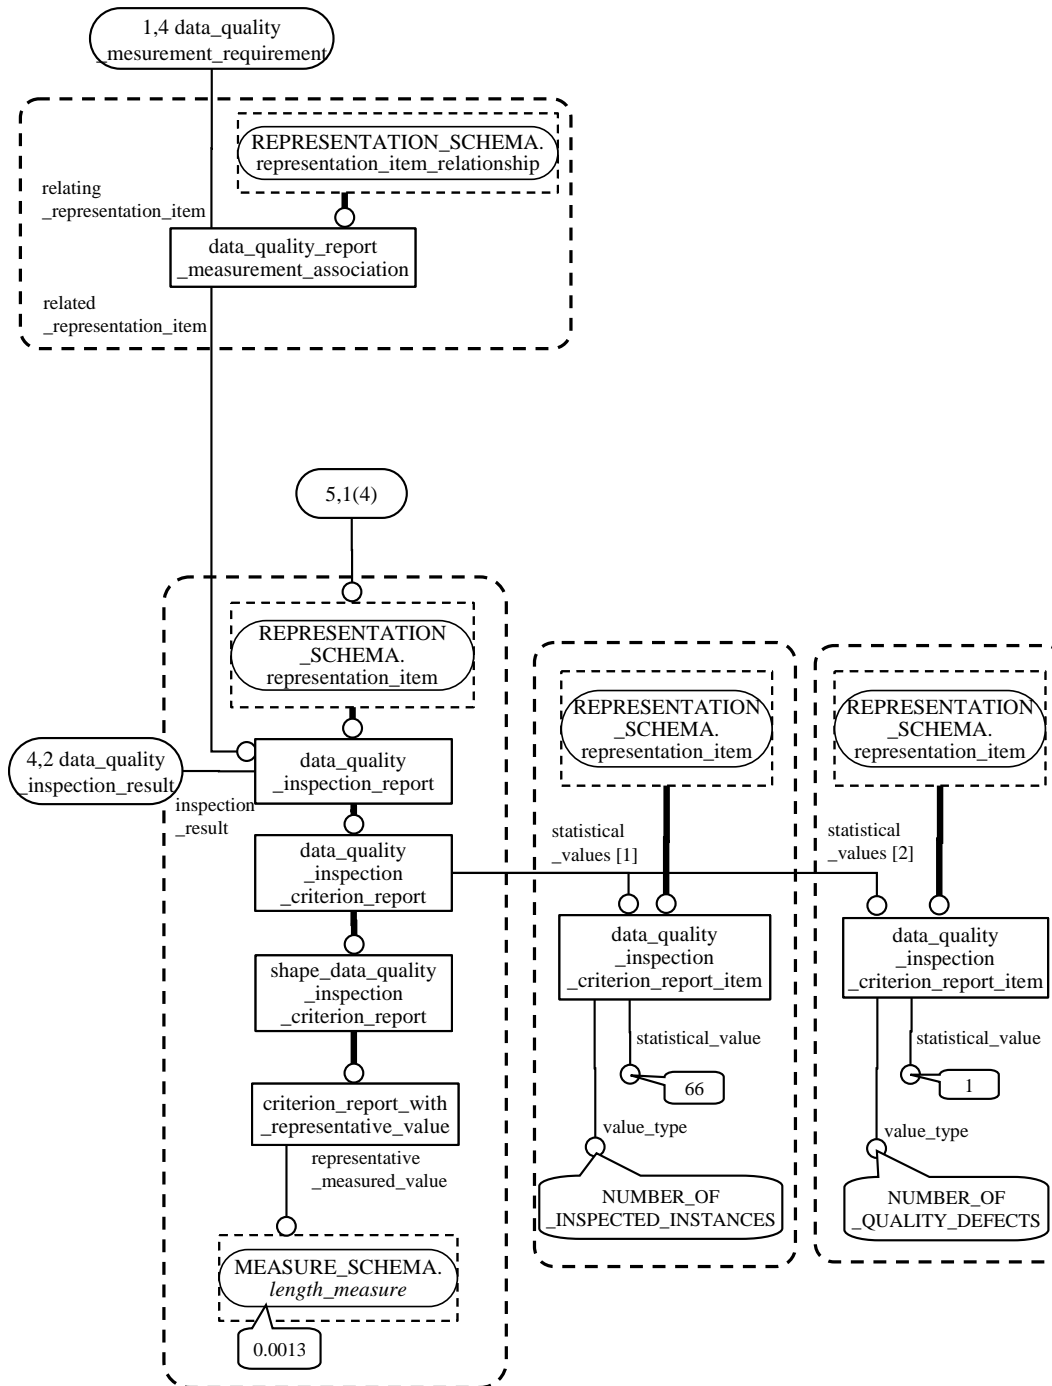 1,4 data_quality
_mesurement_requirement
REPRESENTATION_SCHEMA.
representation_item_relationship
relating
_representation_item
data_quality_report
_measurement_association
related
_representation_item
5,1(4)
REPRESENTATION
_SCHEMA.
representation_item
4,2 data_quality
_inspection_result
data_quality
_inspection_report
inspection
_result
data_quality
_inspection
_criterion_report
shape_data_quality
_inspection
_criterion_report
criterion_report_with
_representative_value
representative
_measured_value
MEASURE_SCHEMA.
length_measure
0.0013
REPRESENTATION
_SCHEMA.
representation_item
statistical
_values [1]
data_quality
_inspection
_criterion_report_item
statistical_value
66
value_type
NUMBER_OF
_INSPECTED_INSTANCES
REPRESENTATION
_SCHEMA.
representation_item
statistical
_values [2]
data_quality
_inspection
_criterion_report_item
statistical_value
1
value_type
NUMBER_OF
_QUALITY_DEFECTS